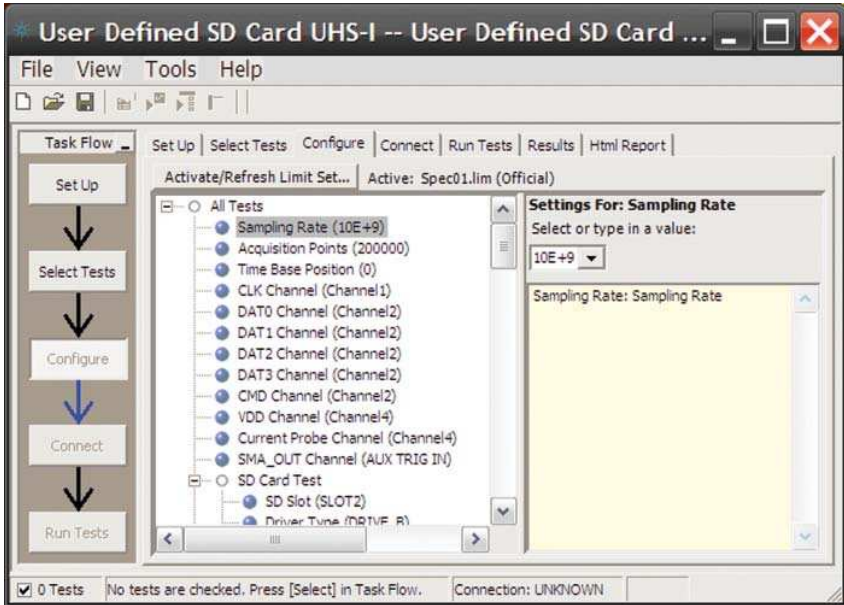 User Defined SD Card UHS-I -- User Defined SD Card ...
File View Tools Help
Task Flow
Set Up
Select Tests
Configure
Connect
Run Tests
Set Up Select Tests Configure Connect Run Tests Results Html Report
Activate/Refresh Limit Set... Active: Spec01.lim (Official)
All Tests
Sampling Rate (10E+9)
Acquisition Points (200000)
Time Base Position (0)
CLK Channel (Channel1)
DAT0 Channel (Channel2)
DAT1 Channel (Channel2)
DAT2 Channel (Channel2)
DAT3 Channel (Channel2)
CMD Channel (Channel2)
VDD Channel (Channel4)
Current Probe Channel (Channel4)
SMA_OUT Channel (AUX TRIG IN)
SD Card Test
SD Slot (SLOT2)
Driver Type (DRIVE_B)
Settings For: Sampling Rate
Select or type in a value:
10E+9
Sampling Rate: Sampling Rate
0 Tests No tests are checked. Press [Select] in Task Flow. Connection: UNKNOWN